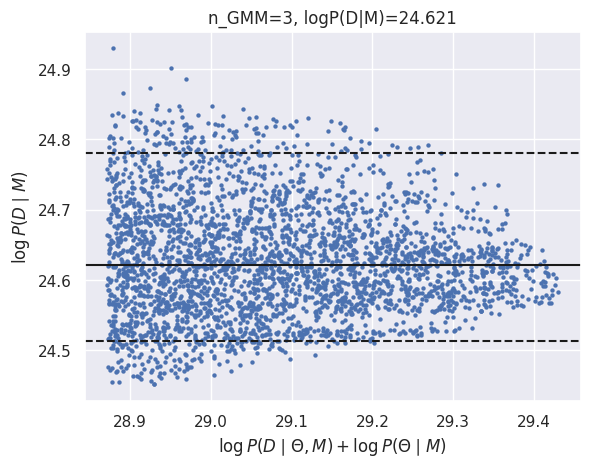 n_GMM=3, logP(D|M)=24.621
log P(D | M)
24.9
24.8
24.7
24.6
24.5
28.9 29.0 29.1 29.2 29.3 29.4
log P(D | Θ, M) + log P(Θ | M)